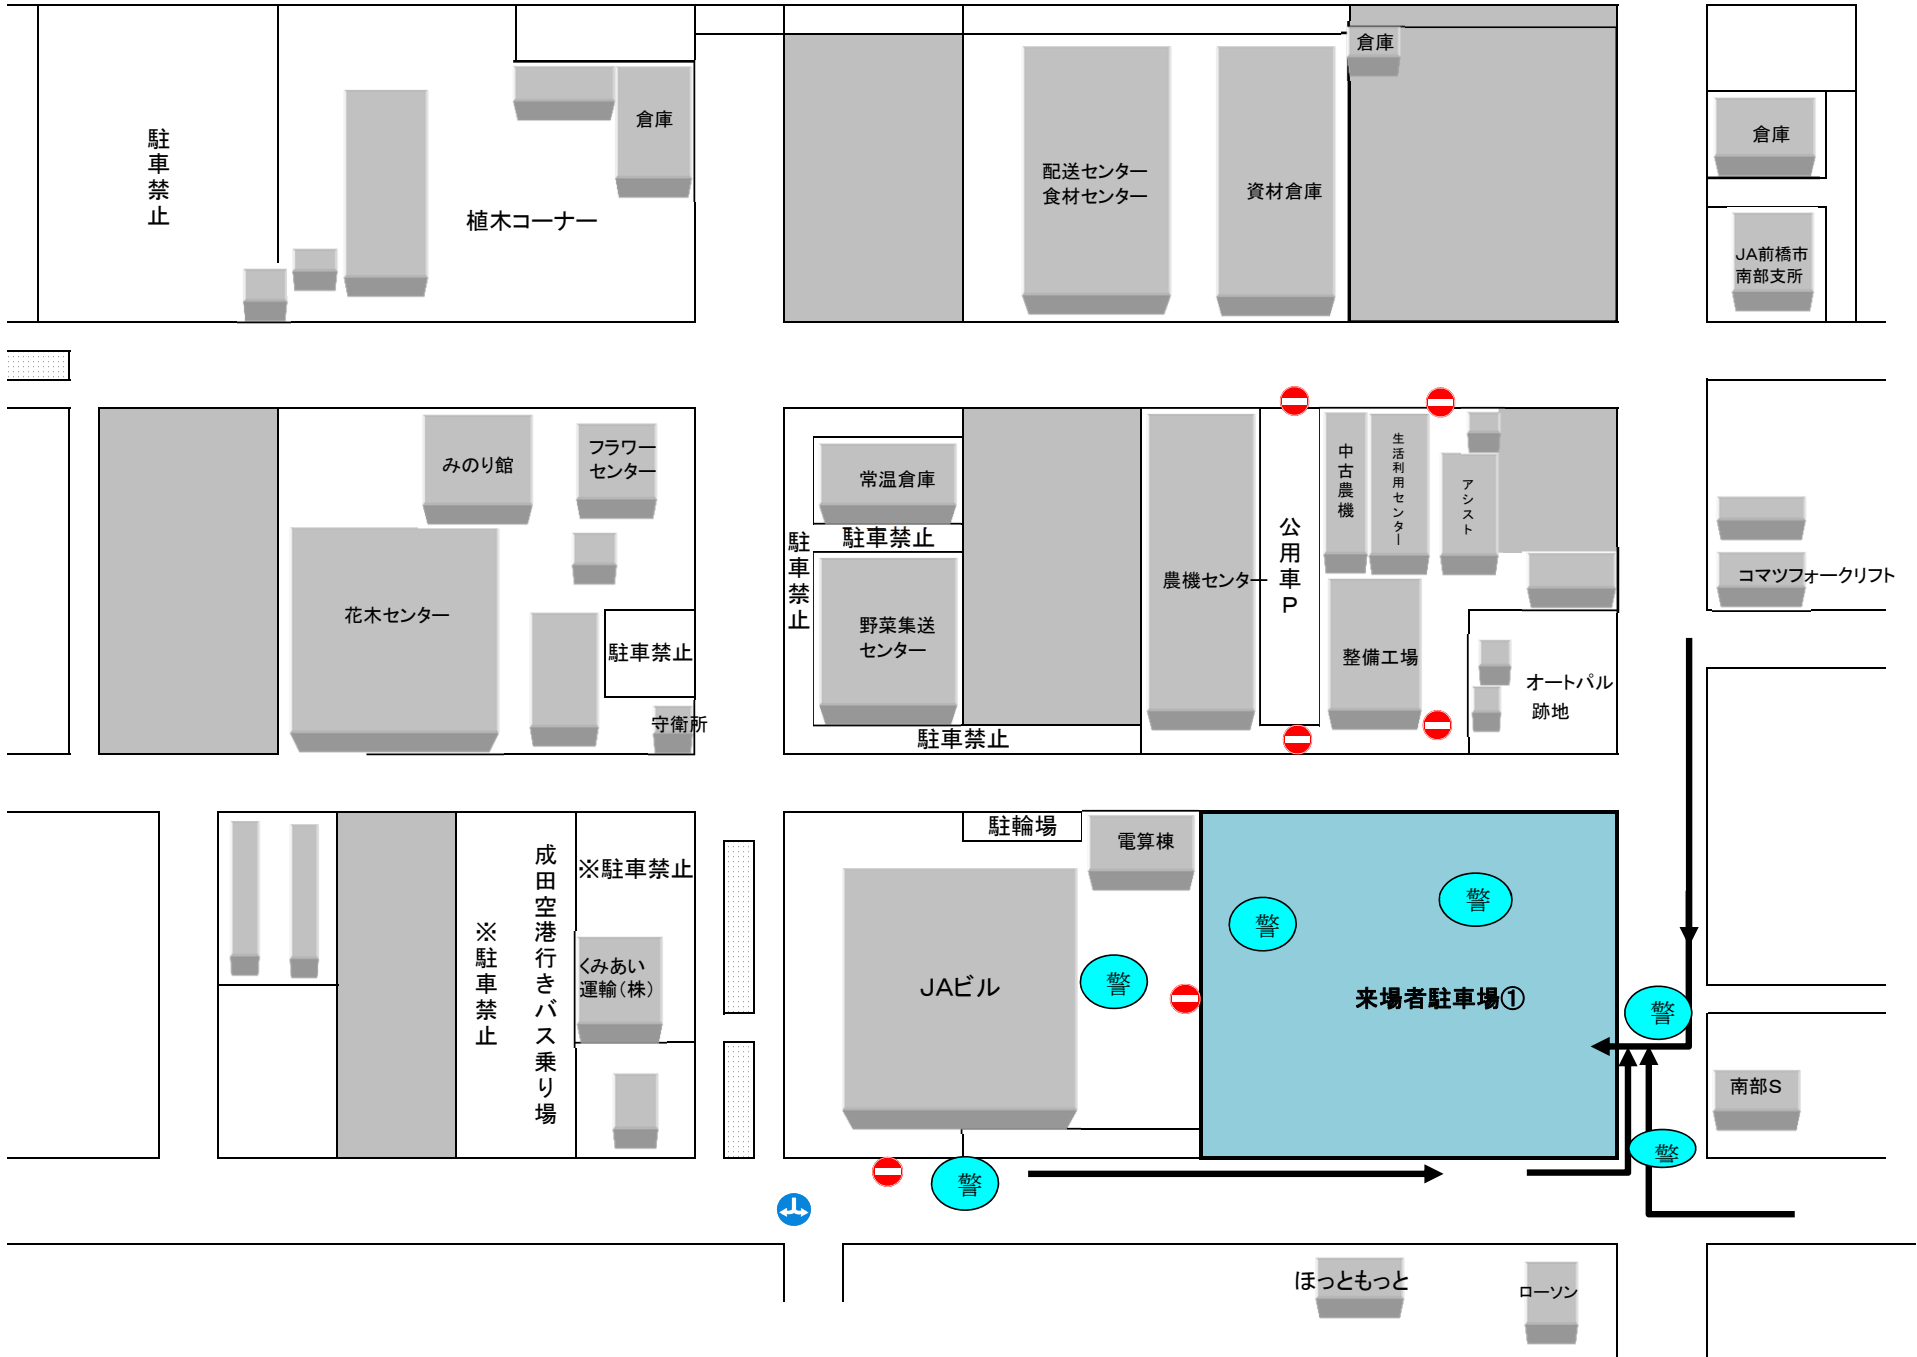 駐車禁止
倉庫
植木コーナー
配送センター
食材センター
資材倉庫
倉庫
倉庫
JA前橋市
南部支所
みのり館
フラワー
センター
花木センター
駐車禁止
守衛所
常温倉庫
駐車禁止
駐車禁止
野菜集送
センター
駐車禁止
農機センター
公用車P
中古農機
生活利用センター
アシスト
整備工場
オートパル
跡地
コマツフォークリフト
※駐車禁止
成田空港行きバス乗り場
※駐車禁止
くみあい
運輸(株)
駐輪場
電算棟
JAビル
警
警
警
来場者駐車場①
警
警
警
南部S
ほっともっと
ローソン